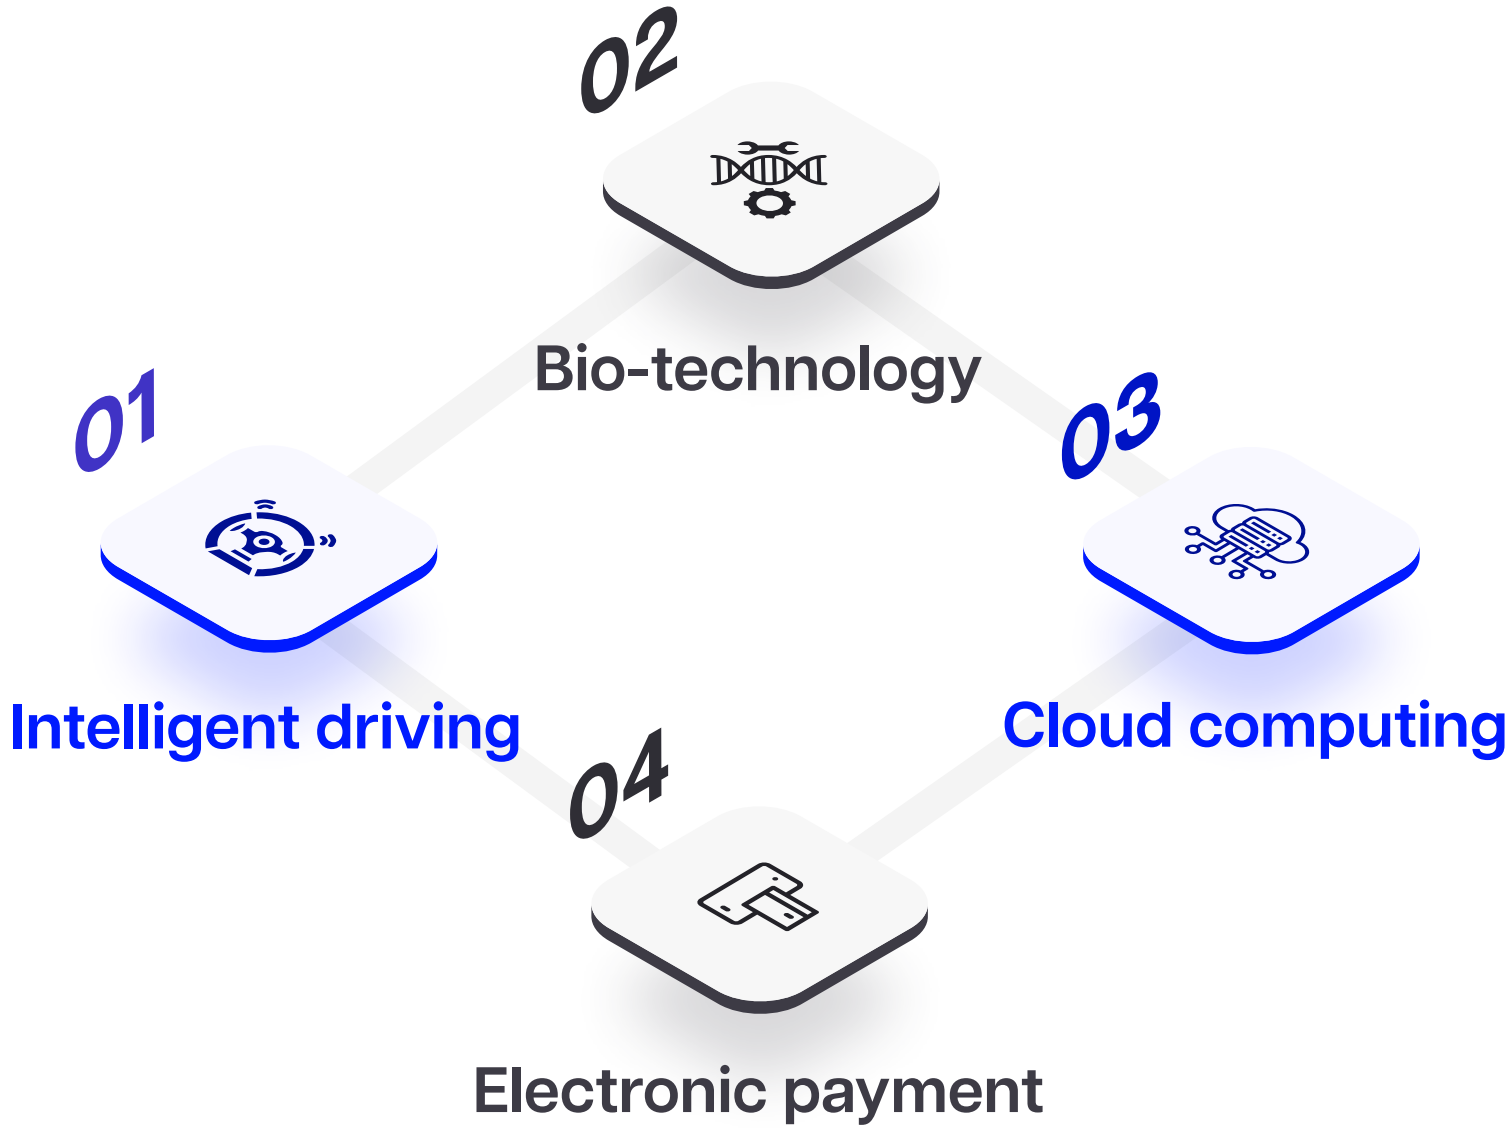 02
Bio-technology
01
Intelligent driving
03
Cloud computing
04
Electronic payment